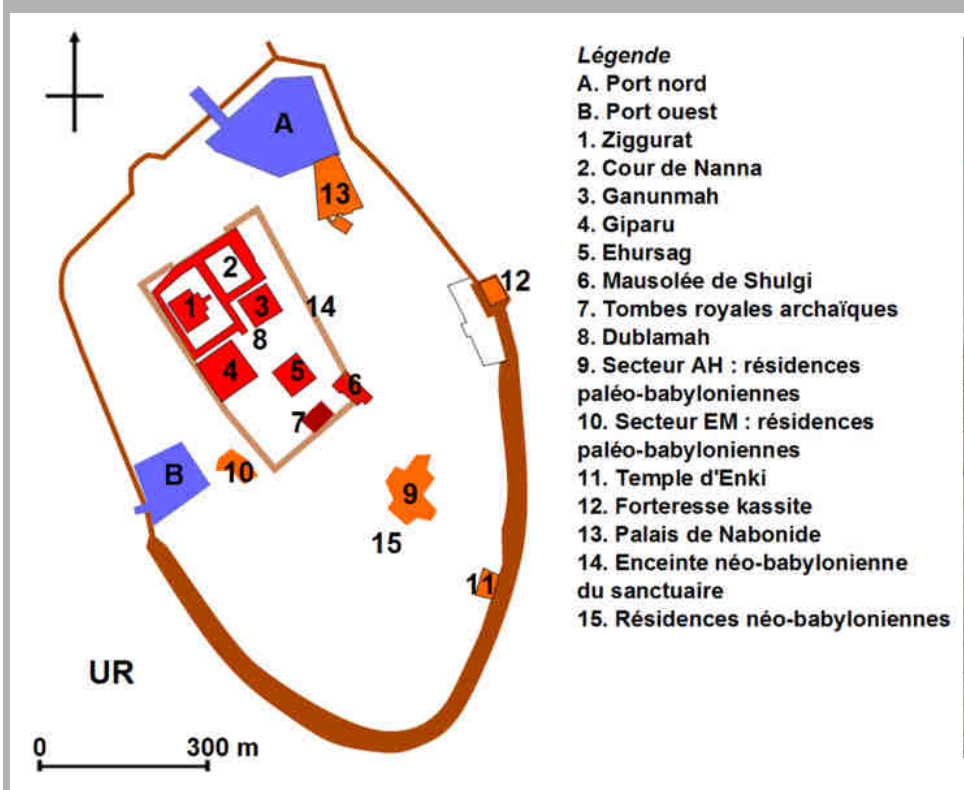 Légende
A. Port nord
B. Port ouest
1. Ziggurat
2. Cour de Nanna
3. Ganunmah
4. Giparu
5. Ehursag
6. Mausolée de Shulgi
7. Tombes royales archaïques
8. Dublamah
9. Secteur AH : résidences
paléo-babyloniennes
10. Secteur EM : résidences
paléo-babyloniennes
11. Temple d'Enki
12. Forteresse kassite
13. Palais de Nabonide
14. Enceinte néo-babylonienne
du sanctuaire
15. Résidences néo-babyloniennes
A
13
2
12
1
3
14
8
4
5
6
7
B
10
9
15
11
UR
0 300 m